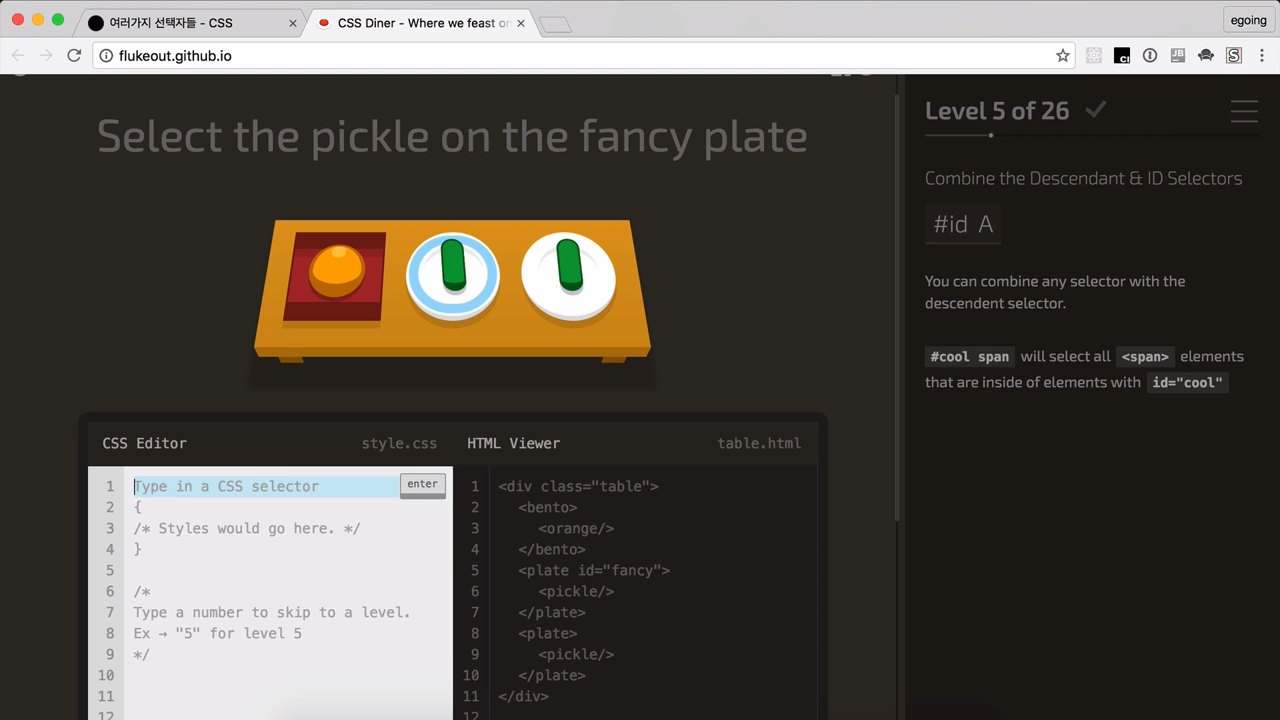 여러가지 선택자들 - CSS
CSS Diner - Where we feast on
egoing
flukeout.github.io
Select the pickle on the fancy plate
Level 5 of 26
Combine the Descendant & ID Selectors
#id A
You can combine any selector with the
descendent selector.
#cool span will select all <span> elements
that are inside of elements with id="cool"
CSS Editor style.css
1 Type in a CSS selector enter
2 {
3 /* Styles would go here. */
4 }
5
6 /*
7 Type a number to skip to a level.
8 Ex → "5" for level 5
9 */
10
11
12
HTML Viewer table.html
1 <div class="table">
2 <bento>
3 <orange/>
4 </bento>
5 <plate id="fancy">
6 <pickle/>
7 </plate>
8 <plate>
9 <pickle/>
10 </plate>
11 </div>
12